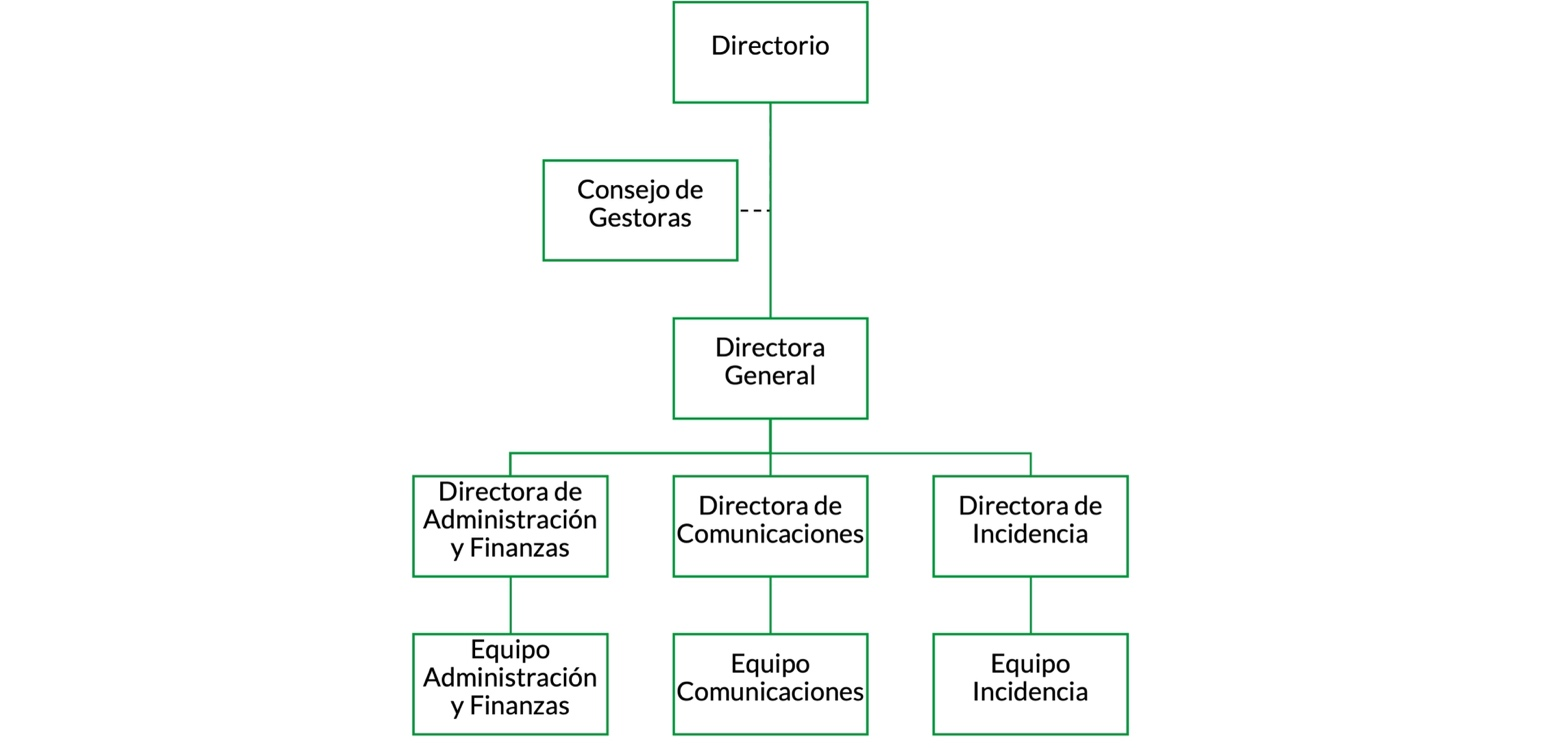 Directorio
Consejo de
Gestoras
Directora
General
Directora de
Administración
y Finanzas
Directora de
Comunicaciones
Directora de
Incidencia
Equipo
Administración
y Finanzas
Equipo
Comunicaciones
Equipo
Incidencia